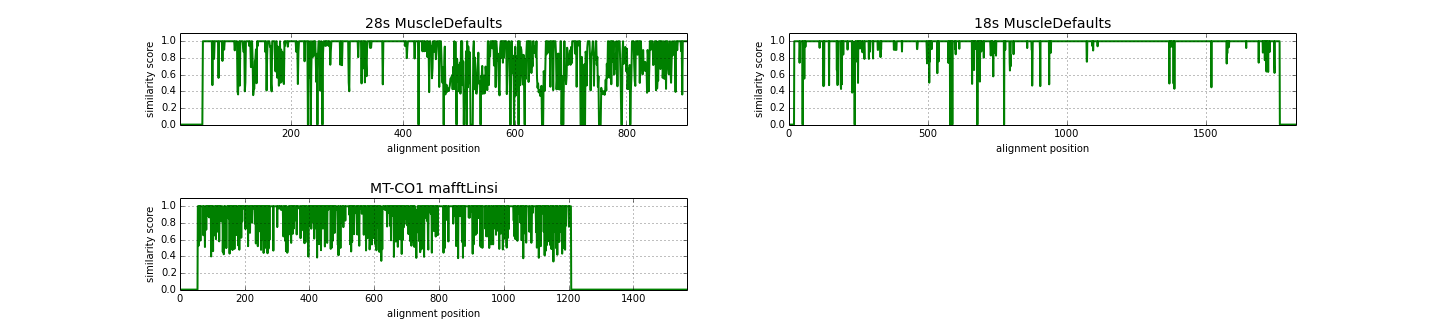 28s MuscleDefaults
1.0
0.8
0.6
0.4
0.2
0.0
similarity score
200 400 600 800
alignment position
18s MuscleDefaults
1.0
0.8
0.6
0.4
0.2
0.0
similarity score
0 500 1000 1500
alignment position
MT-CO1 mafftLinsi
1.0
0.8
0.6
0.4
0.2
0.0
similarity score
0 200 400 600 800 1000 1200 1400
alignment position